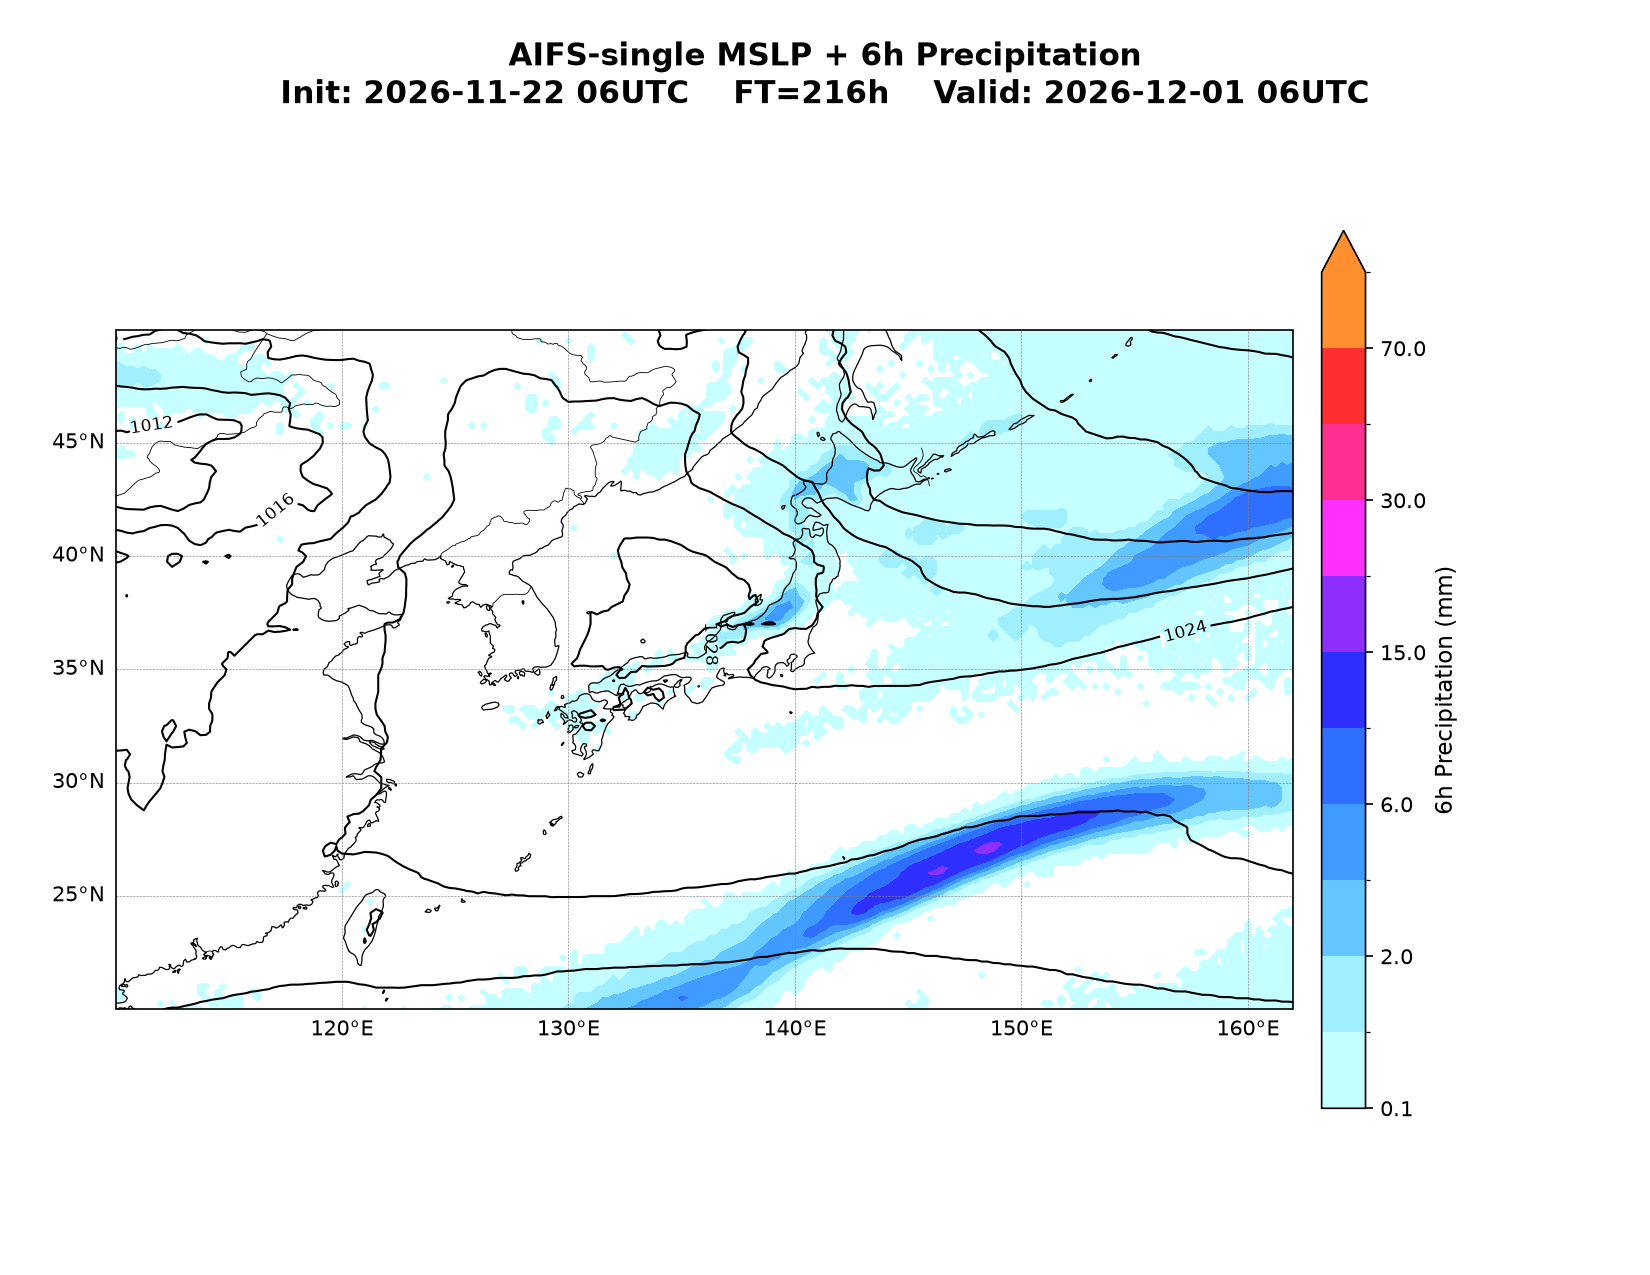 AIFS-single MSLP + 6h Precipitation
Init: 2026-11-22 06UTC    FT=216h    Valid: 2026-12-01 06UTC
70.0
30.0
15.0
6.0
2.0
0.1
6h Precipitation (mm)
45°N
40°N
35°N
30°N
25°N
120°E
130°E
140°E
150°E
160°E
1012
1016
1024